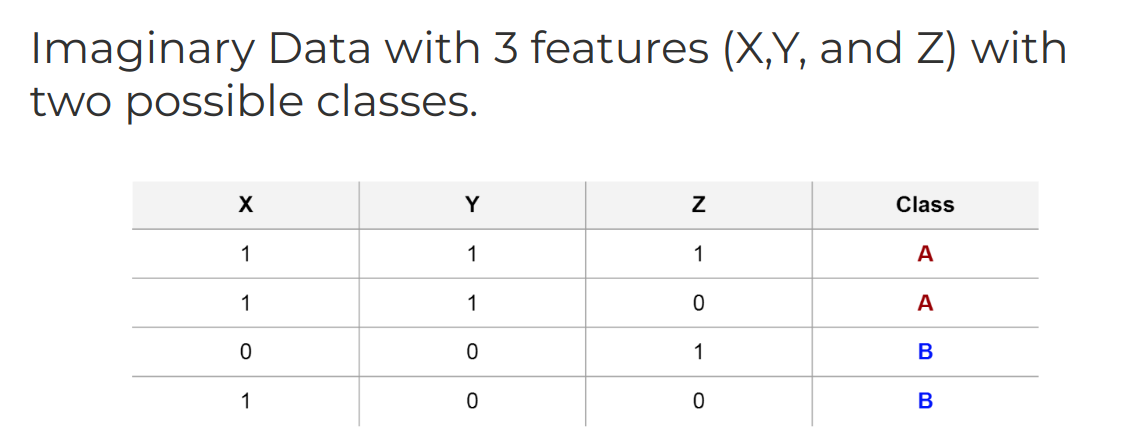 Imaginary Data with 3 features (X,Y, and Z) with
two possible classes.
X Y Z Class
1 1 1 A
1 1 0 A
0 0 1 B
1 0 0 B